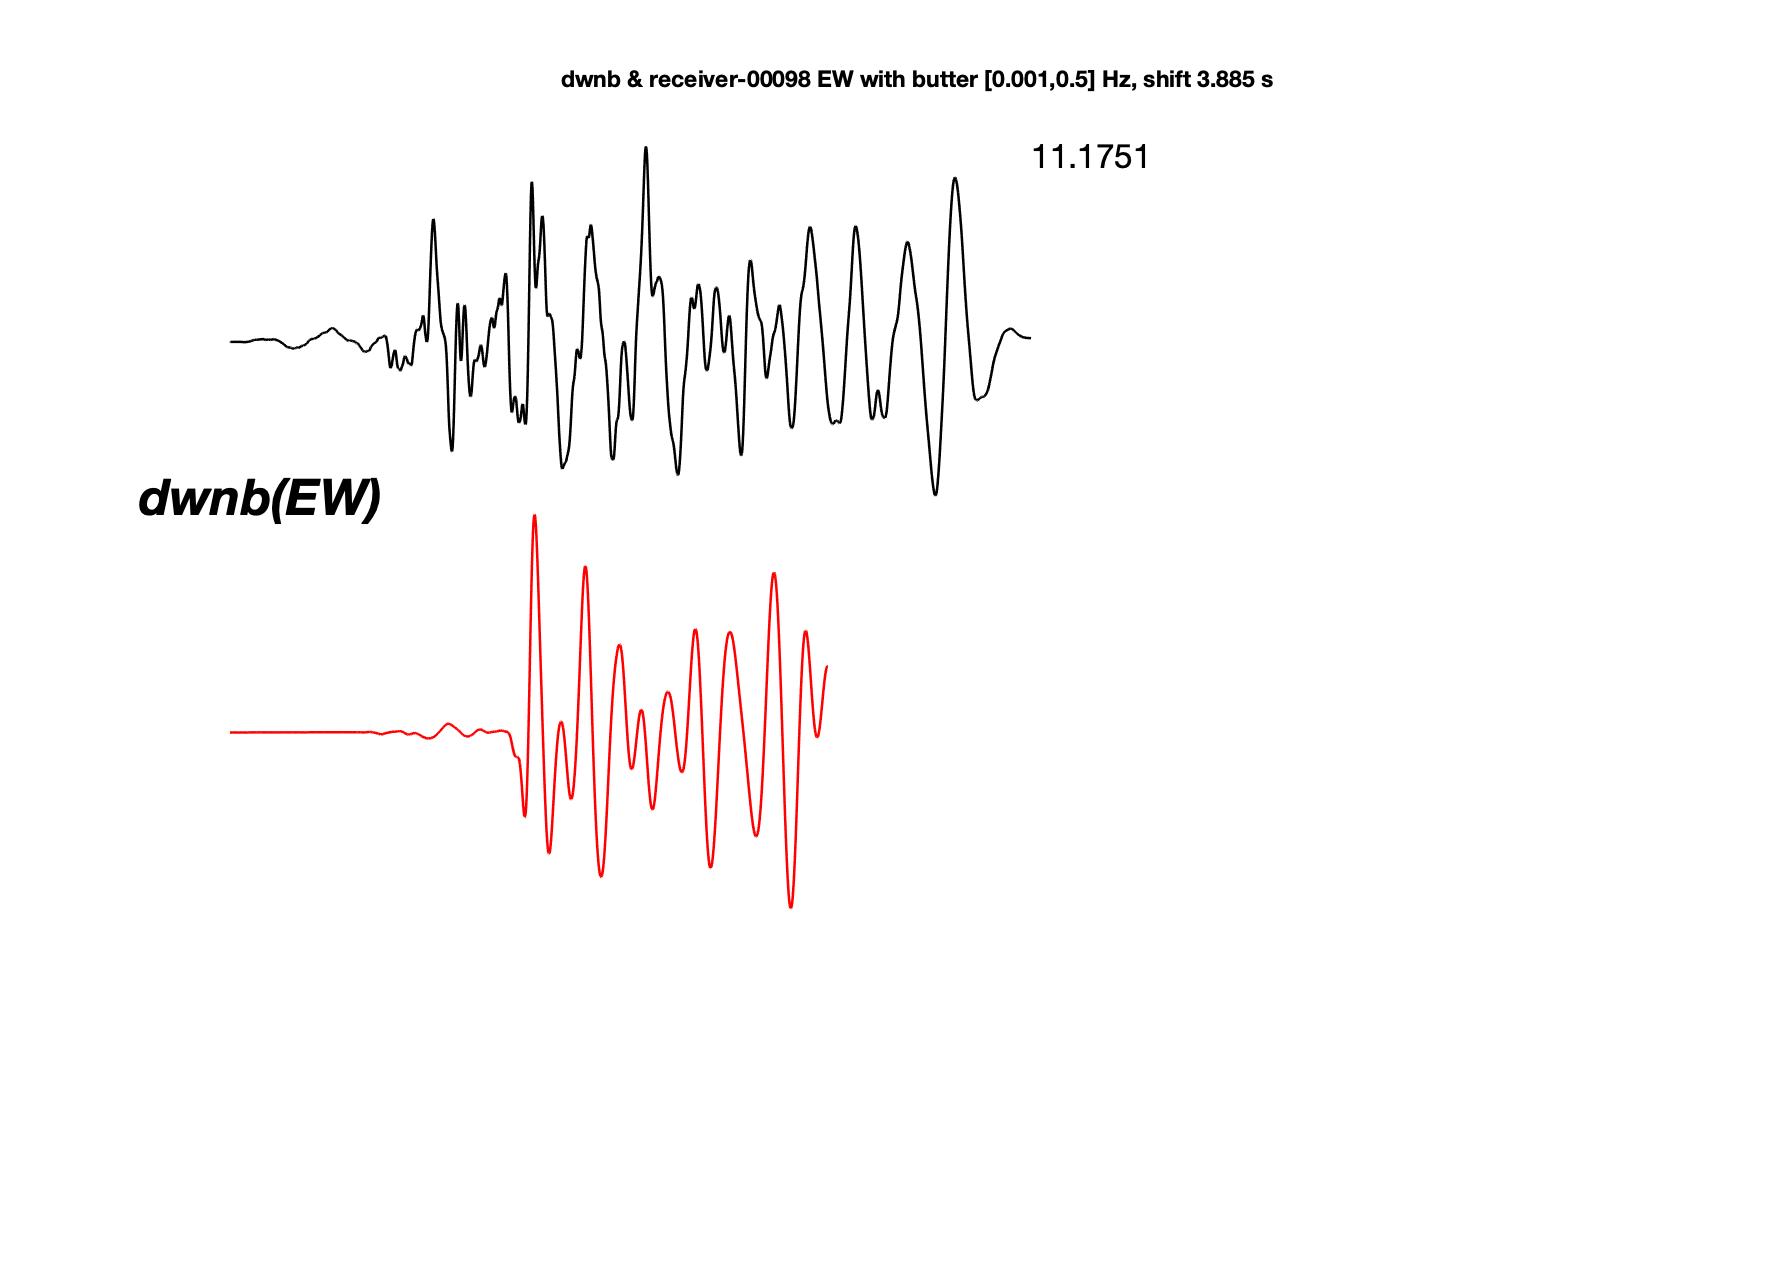 dwnb & receiver-00098 EW with butter [0.001,0.5] Hz, shift 3.885 s
11.1751
dwnb(EW)